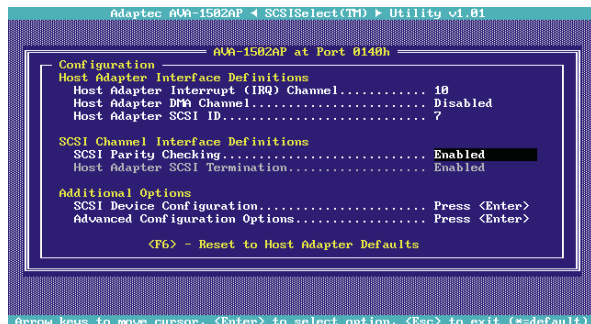 Adaptec AVA-1502AP ◄ SCSISelect(TM) ► Utility v1.01
AVA-1502AP at Port 0140h
Configuration
Host Adapter Interface Definitions
Host Adapter Interrupt (IRQ) Channel............ 10
Host Adapter DMA Channel........................ Disabled
Host Adapter SCSI ID............................ 7
SCSI Channel Interface Definitions
SCSI Parity Checking............................ Enabled
Host Adapter SCSI Termination................... Enabled
Additional Options
SCSI Device Configuration....................... Press <Enter>
Advanced Configuration Options.................. Press <Enter>
<F6> - Reset to Host Adapter Defaults
Arrow keys to move cursor. <Enter> to select option. <Esc> to exit (*=default)